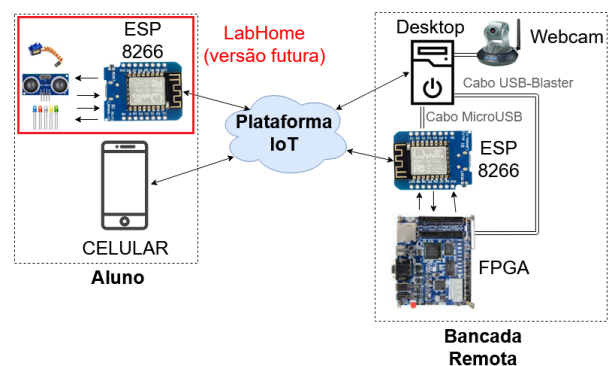 ESP
8266
LabHome
(versão futura)
CELULAR
Aluno
Plataforma
IoT
Desktop
Webcam
Cabo USB-Blaster
Cabo MicroUSB
ESP
8266
FPGA
Bancada
Remota